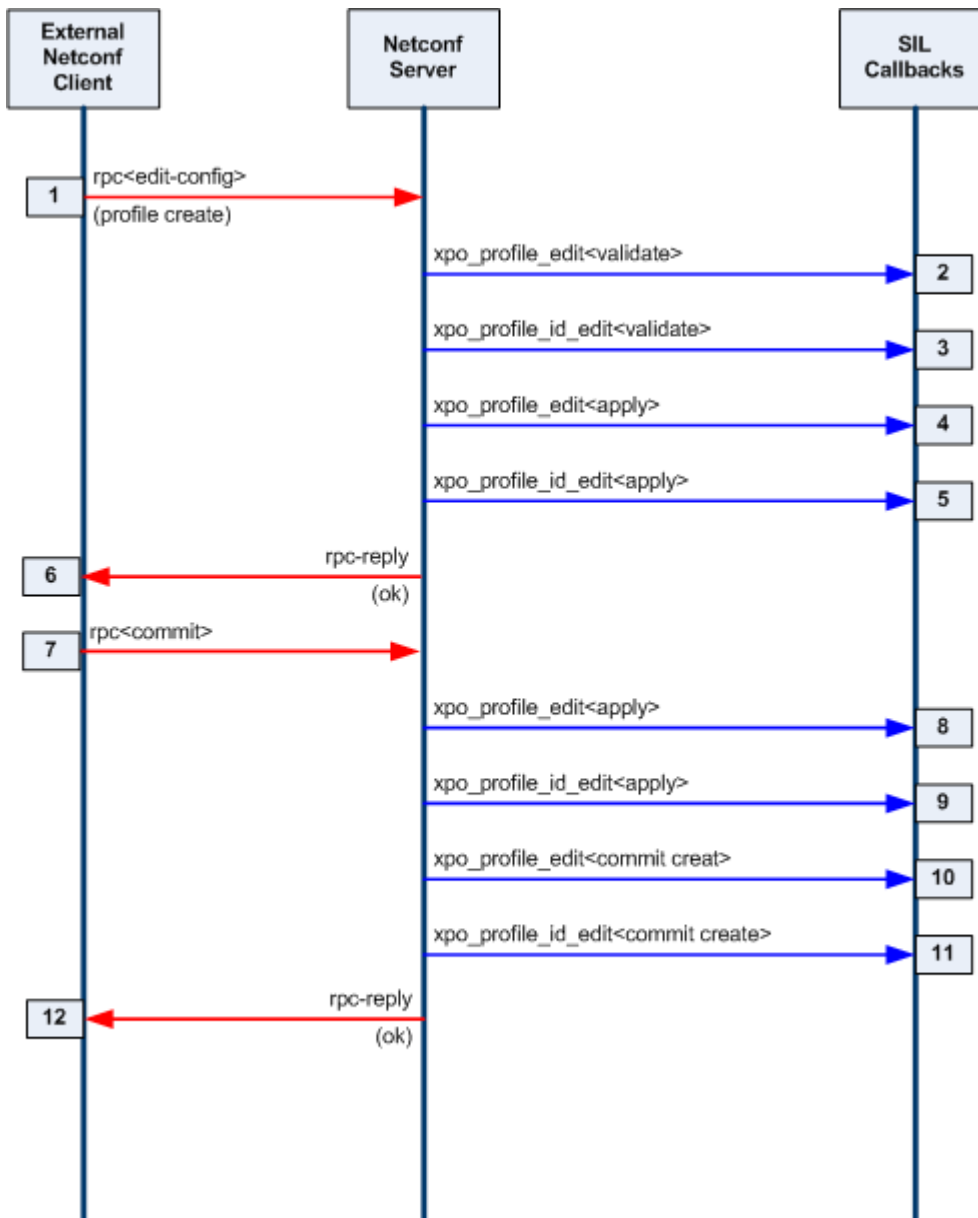 External
Netconf
Client
Netconf
Server
SIL
Callbacks
1
rpc<edit-config>
(profile create)
xpo_profile_edit<validate>
2
xpo_profile_id_edit<validate>
3
xpo_profile_edit<apply>
4
xpo_profile_id_edit<apply>
5
6
rpc-reply
(ok)
7
rpc<commit>
xpo_profile_edit<apply>
8
xpo_profile_id_edit<apply>
9
xpo_profile_edit<commit creat>
10
xpo_profile_id_edit<commit create>
11
12
rpc-reply
(ok)